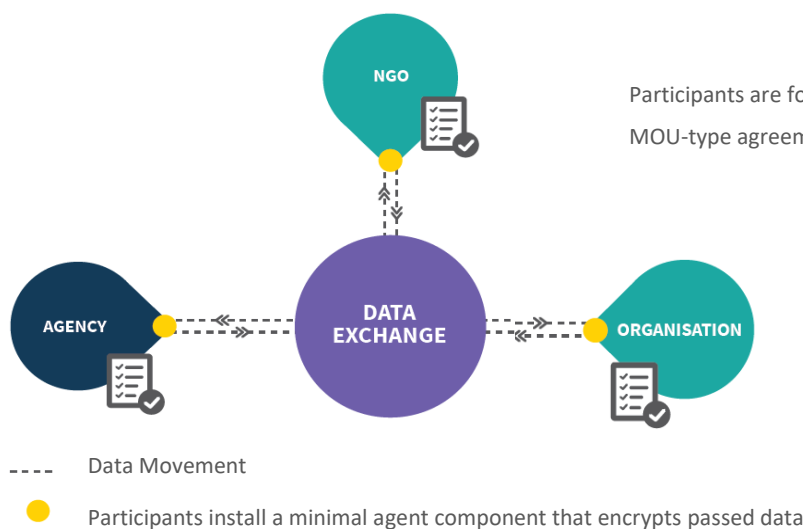 NGO
Participants are fo
MOU-type agreem
AGENCY
DATA
EXCHANGE
ORGANISATION
Data Movement
Participants install a minimal agent component that encrypts passed data